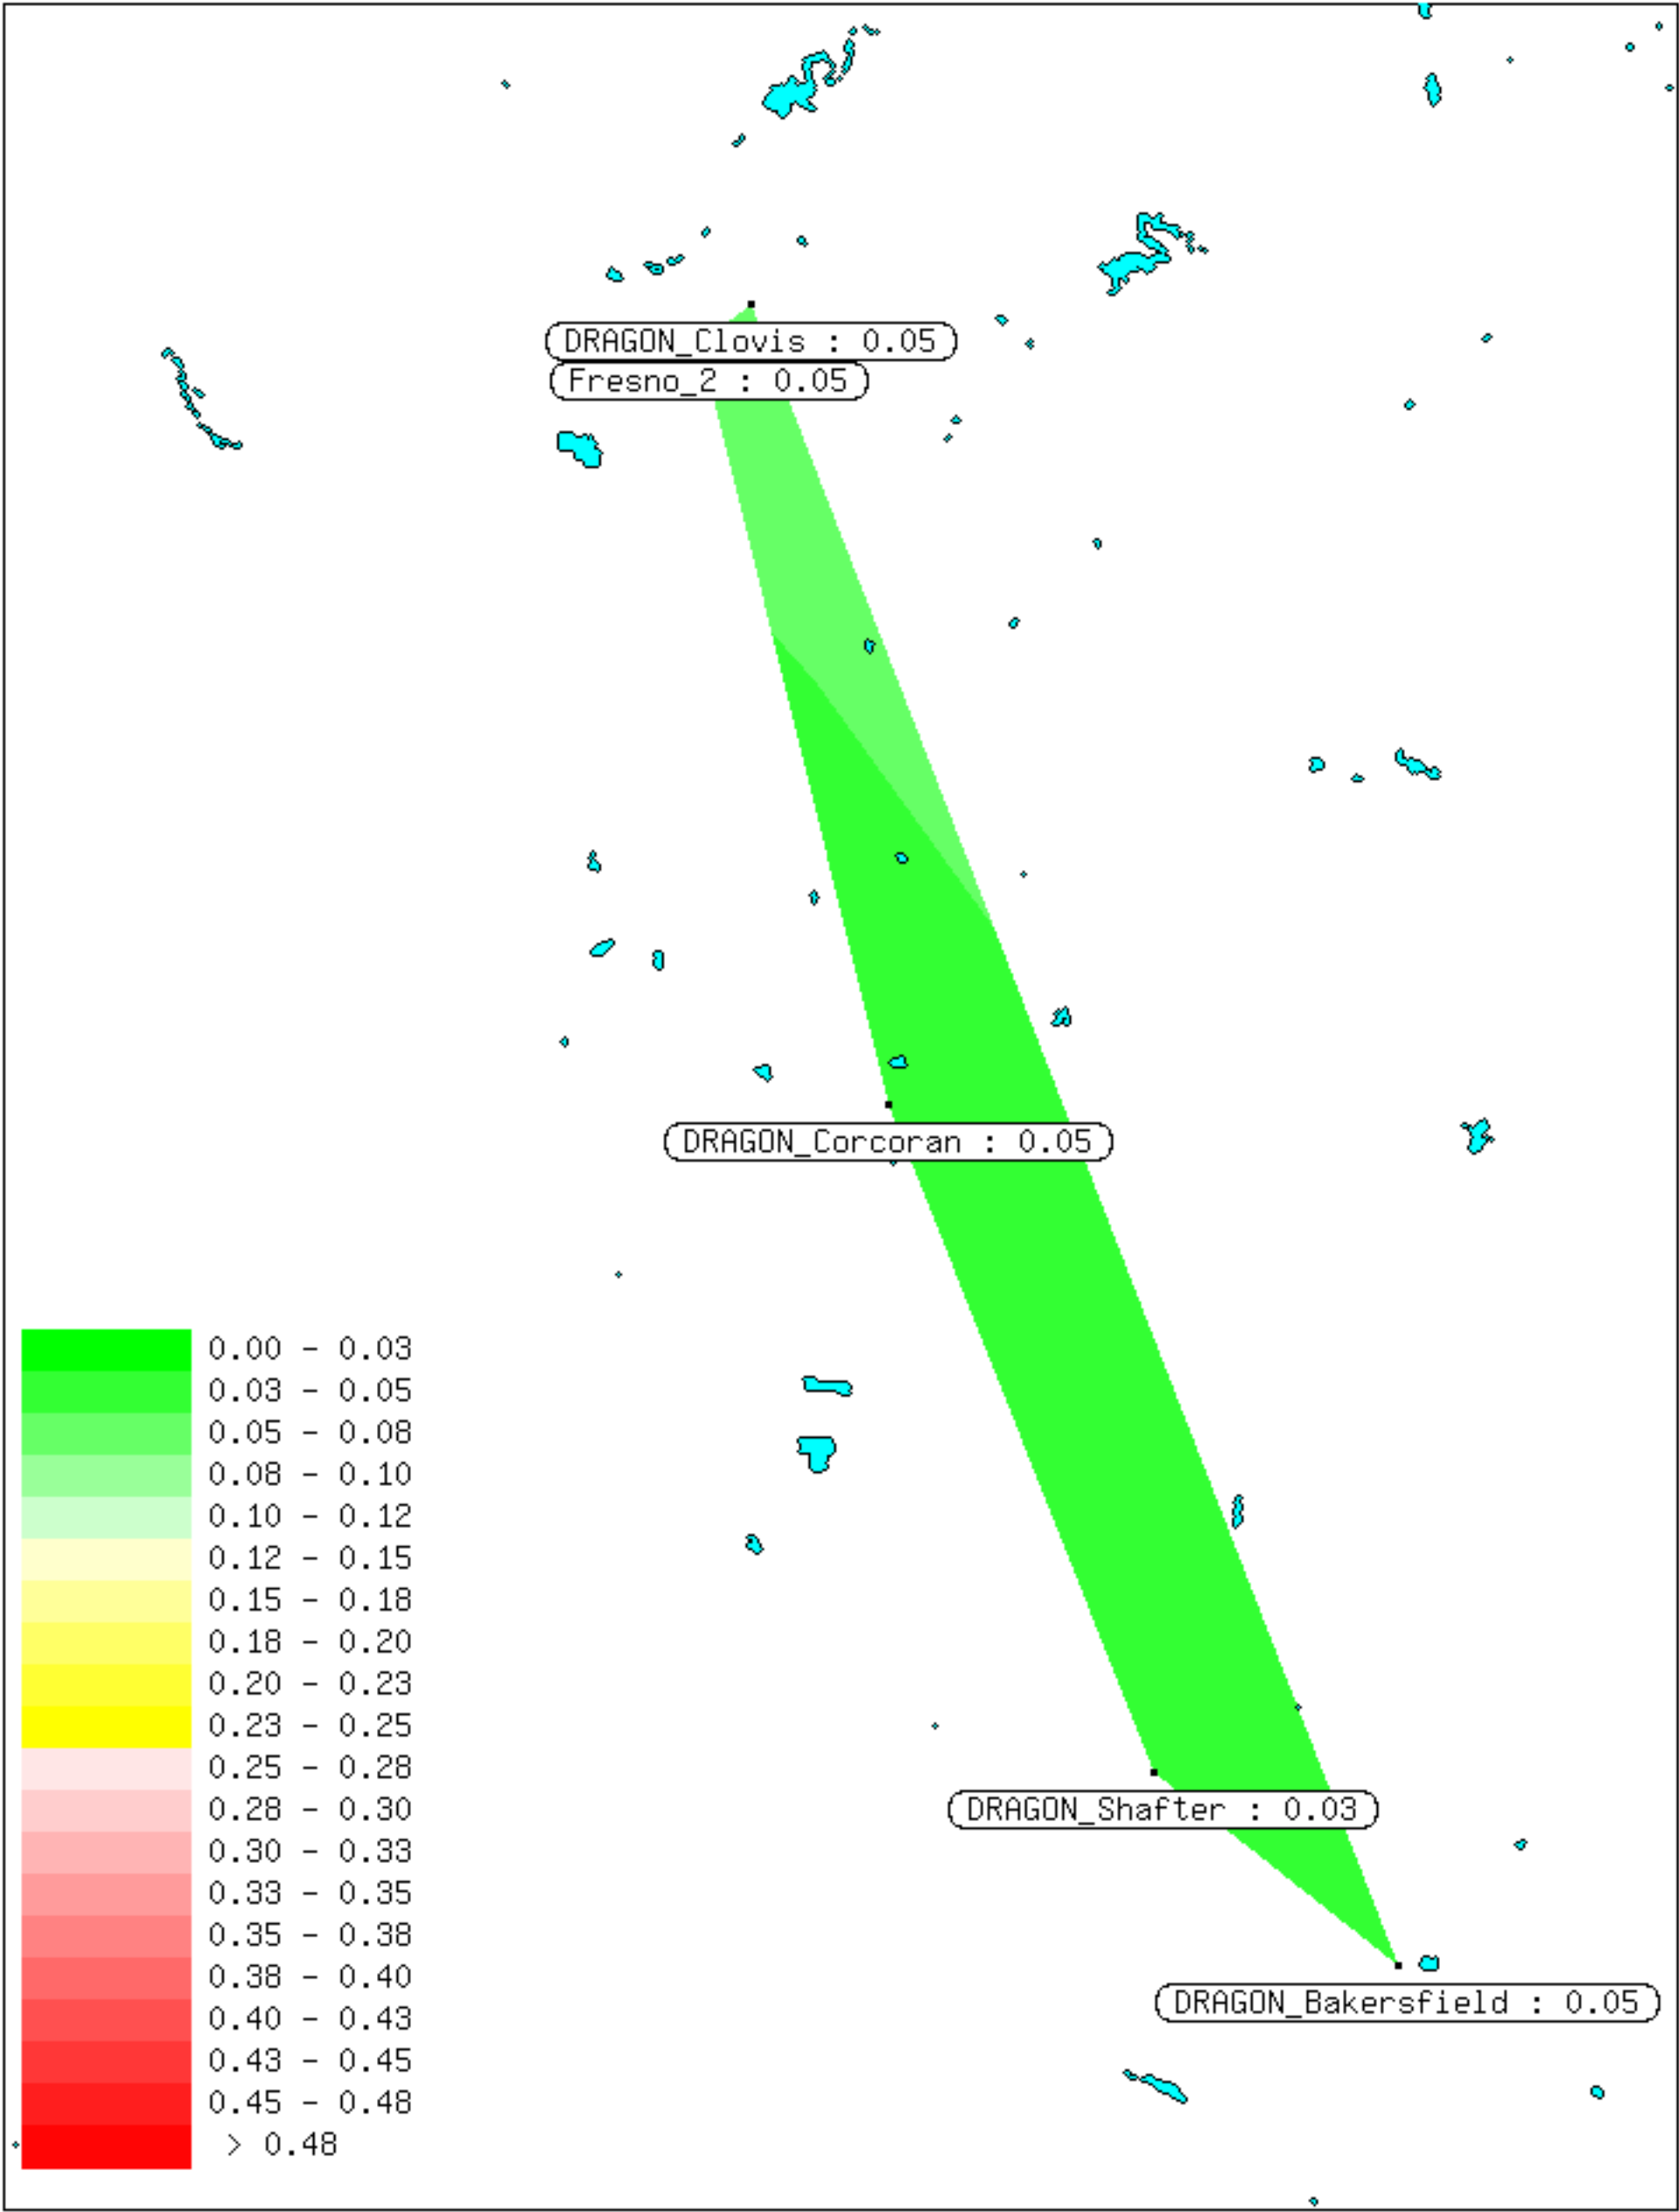 DRAGON_Clovis : 0.05
Fresno_2 : 0.05
DRAGON_Corcoran : 0.05
0.00 - 0.03
0.03 - 0.05
0.05 - 0.08
0.08 - 0.10
0.10 - 0.12
0.12 - 0.15
0.15 - 0.18
0.18 - 0.20
0.20 - 0.23
0.23 - 0.25
0.25 - 0.28
0.28 - 0.30
0.30 - 0.33
0.33 - 0.35
0.35 - 0.38
0.38 - 0.40
0.40 - 0.43
0.43 - 0.45
0.45 - 0.48
> 0.48
DRAGON_Shafter : 0.03
DRAGON_Bakersfield : 0.05